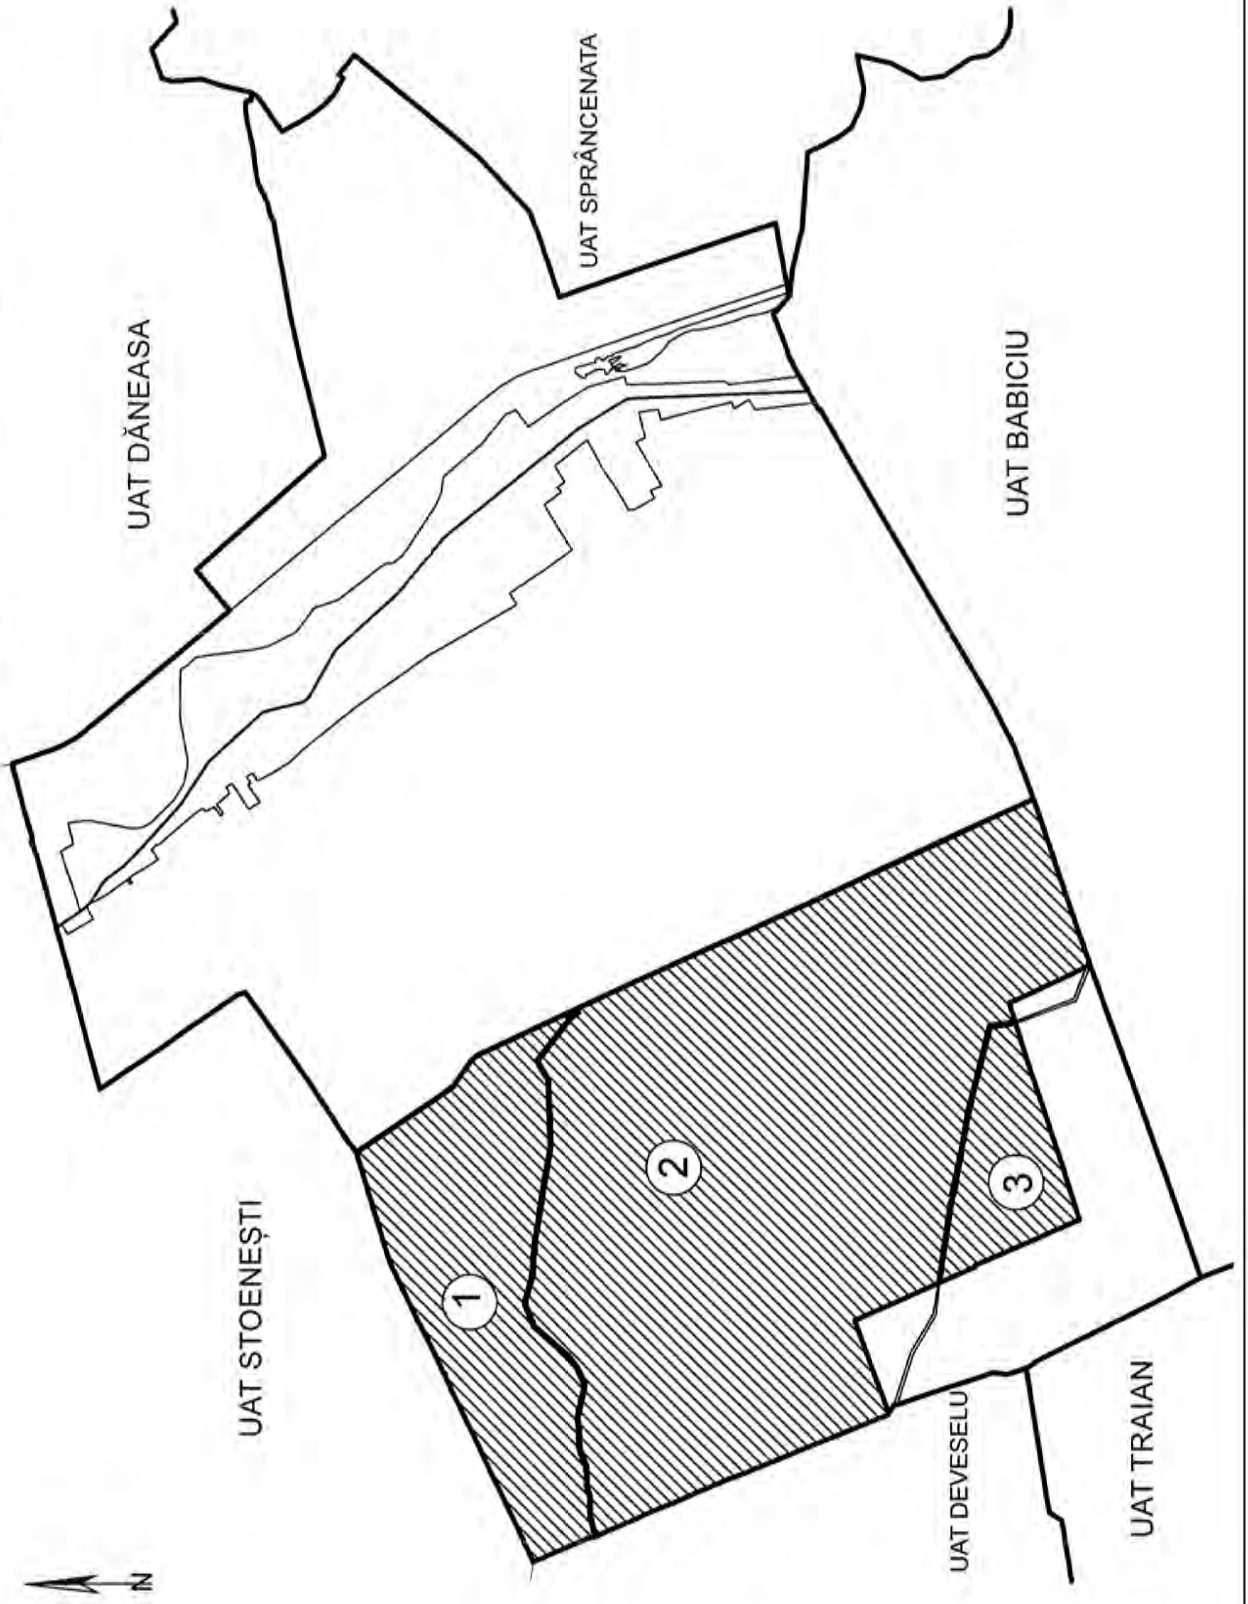 UAT DĂNEASA
UAT SPRÂNCENATA
UAT STOENEȘTI
UAT BABICIU
1
2
3
UAT DEVESELU
UAT TRAIAN
N